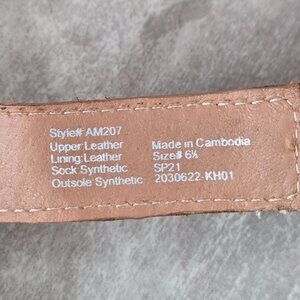 Style# AM207
Upper Leather Made in Cambodia
Lining:Leather Size# 6½
Sock Synthetic SP21
Outsole Synthetic 2030622-KH01